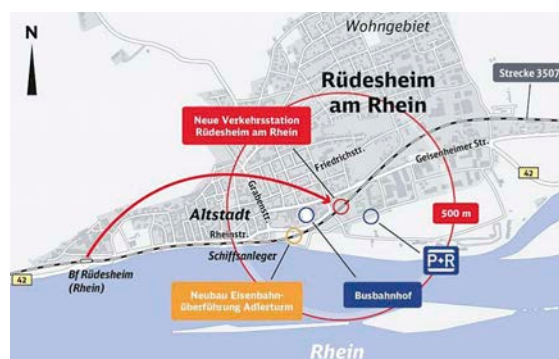 N
Wohngebiet
Rüdesheim
am Rhein
Strecke 3507
Neue Verkehrsstation
Rüdesheim am Rhein
Friedrichstr.
Geisenheimer Str.
42
Grabenstr.
Altstadt
500 m
Rheinstr.
Schiffsanleger
P+R
Bf Rüdesheim
(Rhein)
42
Neubau Eisenbahn-
überführung Adlerturm
Busbahnhof
Rhein